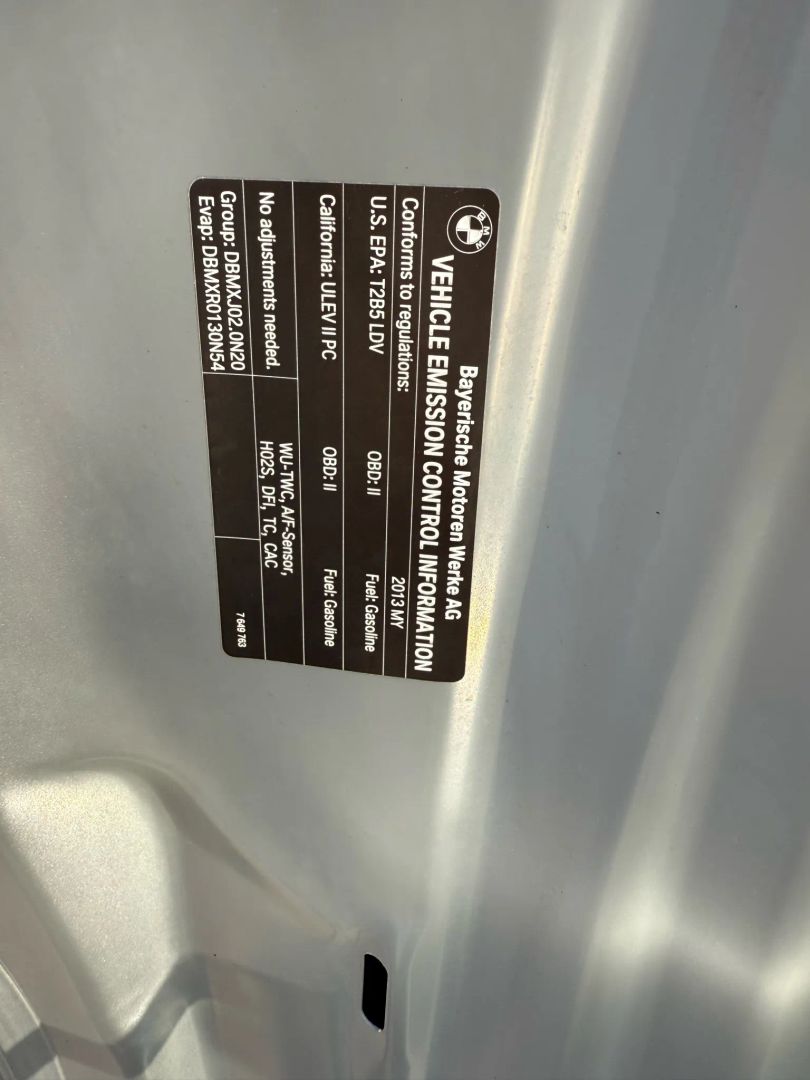 BMW
Bayerische Motoren Werke AG
VEHICLE EMISSION CONTROL INFORMATION
Conforms to regulations: 2013 MY
U.S. EPA: T2B5 LDV OBD: II Fuel: Gasoline
California: ULEV II PC OBD: II Fuel: Gasoline
No adjustments needed.
WU-TWC, A/F-Sensor,
HO2S, DFI, TC, CAC
Group: DBMXJ02.0N20
Evap: DBMXR0130N54
7 649 763